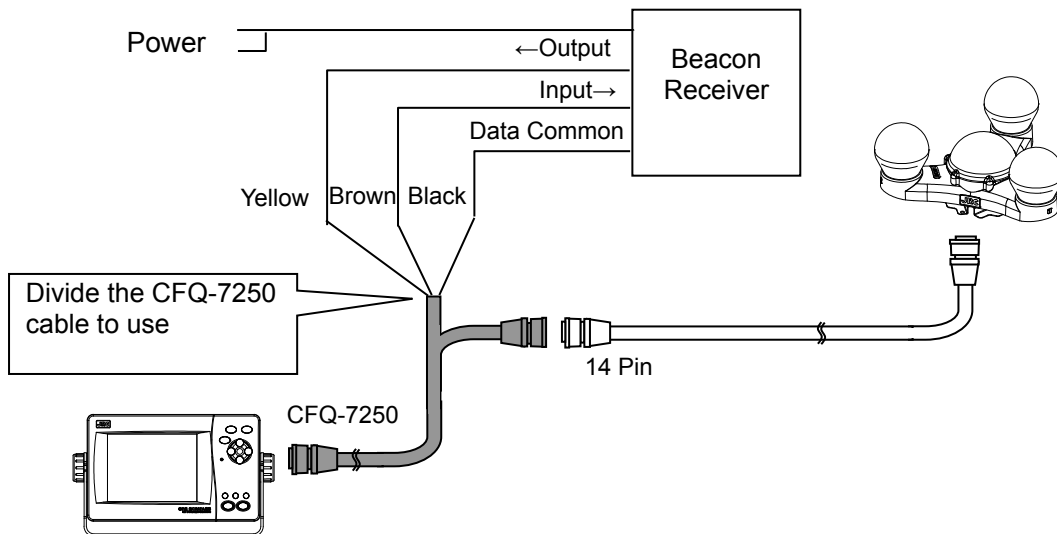 Power
←Output
Input→
Data Common
Beacon
Receiver
Yellow
Brown
Black
Divide the CFQ-7250
cable to use
14 Pin
CFQ-7250
JRC